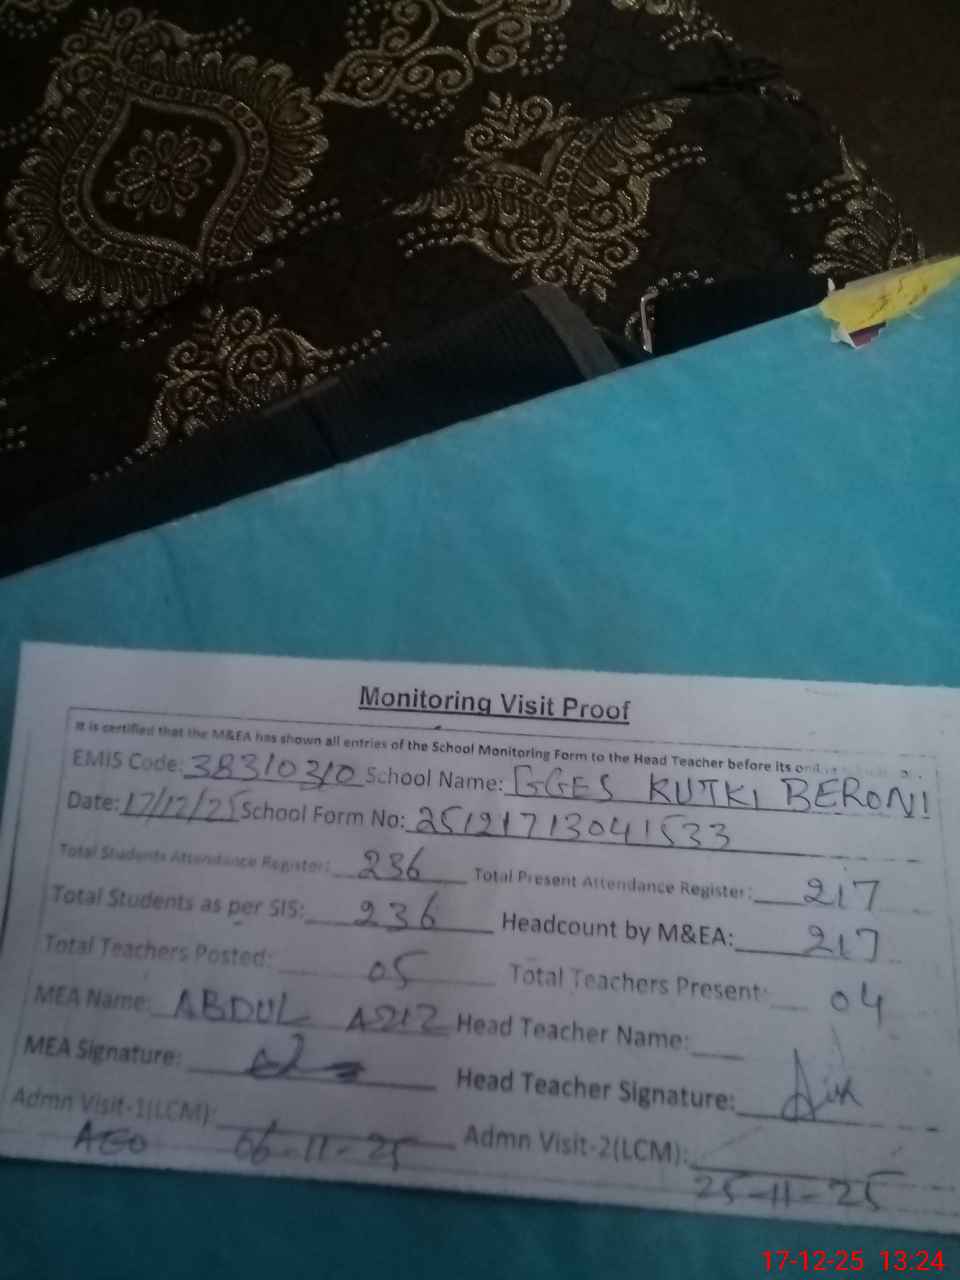 Monitoring Visit Proof
It is certified that the M&EA has shown all entries of the School Monitoring Form to the Head Teacher before its
EMIS Code: 38310310 School Name: GGES KUTKI BERONI
Date: 17/12/25 School Form No: 25121713041533
Total Students Attendance Register: 236 Total Present Attendance Register: 217
Total Students as per SIS: 236 Headcount by M&EA: 217
Total Teachers Posted: 05 Total Teachers Present: 04
MEA Name: ABDUL AZIZ Head Teacher Name:
MEA Signature: Head Teacher Signature:
Admn Visit-1(LCM): Admn Visit-2(LCM):
AEO 06-11-25 25-11-25
17-12-25 13:24